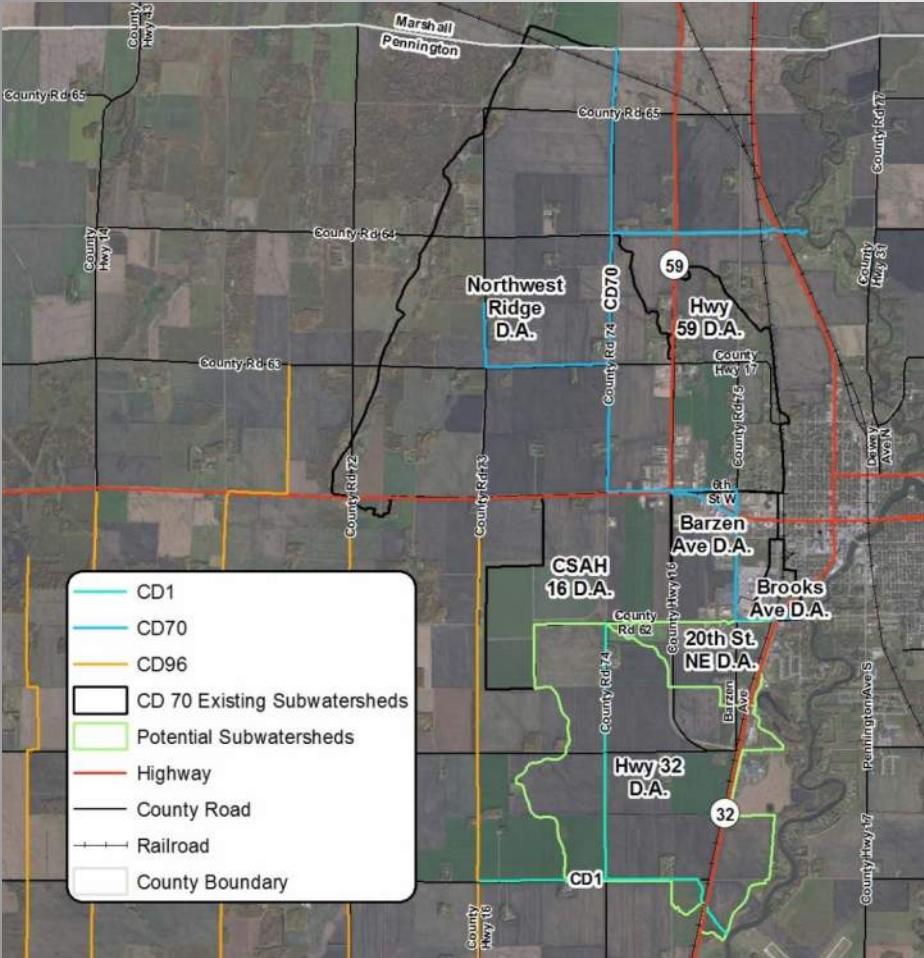 County
Hwy 43
Marshall
Pennington
County Rd 65
County Rd 65
County Rd 77
County
Hwy 14
County Rd 64
County
Hwy 31
59
Northwest
Ridge
D.A.
CD70
Hwy
59 D.A.
County Rd 74
County Rd 63
County
Hwy 17
County Rd 75
Dewey
Ave N
County Rd 72
County Rd 73
6th
St W
Barzen
Ave D.A.
CSAH
16 D.A.
County Hwy 16
Brooks
Ave D.A.
County
Rd 62
20th St.
NE D.A.
County Rd 74
Barzen
Ave
Pennington Ave S
Hwy 32
D.A.
32
CD1
County Hwy 17
County
Hwy 16
CD1
CD70
CD96
CD 70 Existing Subwatersheds
Potential Subwatersheds
Highway
County Road
Railroad
County Boundary